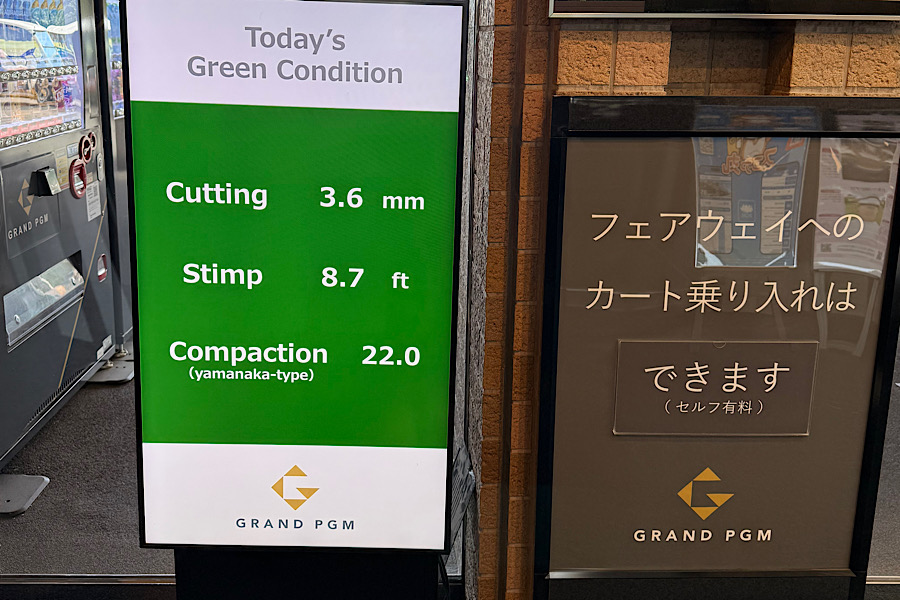 Today's
Green Condition
Cutting 3.6 mm
Stimp 8.7 ft
Compaction 22.0
(yamanaka-type)
GRAND PGM
フェアウェイへの
カート乗り入れは
できます
(セルフ有料)
GRAND PGM
GRAND PGM